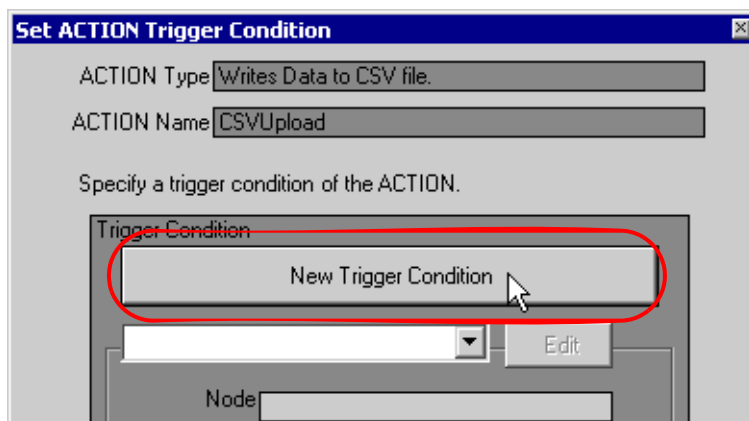 Set ACTION Trigger Condition
ACTION Type Writes Data to CSV file.
ACTION Name CSVUpload
Specify a trigger condition of the ACTION.
Trigger Condition
New Trigger Condition
Edit
Node